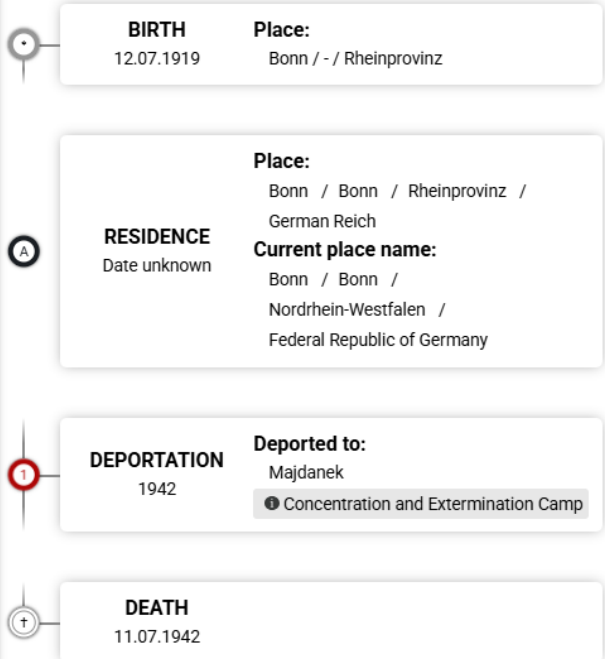 BIRTH
12.07.1919
Place:
Bonn / - / Rheinprovinz
A
RESIDENCE
Date unknown
Place:
Bonn / Bonn / Rheinprovinz /
German Reich
Current place name:
Bonn / Bonn /
Nordrhein-Westfalen /
Federal Republic of Germany
1
DEPORTATION
1942
Deported to:
Majdanek
Concentration and Extermination Camp
DEATH
11.07.1942